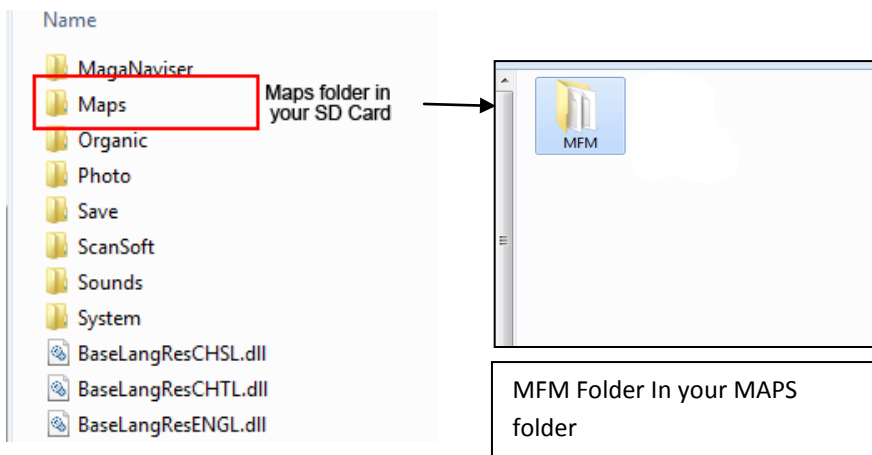 Name
MagaNaviser
Maps
Organic
Photo
Save
ScanSoft
Sounds
System
BaseLangResCHSL.dll
BaseLangResCHTL.dll
BaseLangResENGL.dll
Maps folder in
your SD Card
MFM
MFM Folder In your MAPS
folder